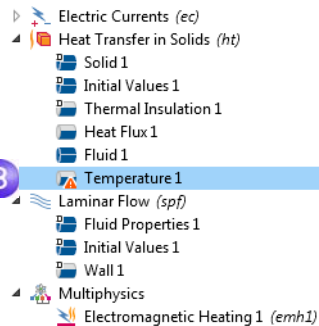 Electric Currents (ec)
Heat Transfer in Solids (ht)
Solid 1
Initial Values 1
Thermal Insulation 1
Heat Flux 1
Fluid 1
Temperature 1
Laminar Flow (spf)
Fluid Properties 1
Initial Values 1
Wall 1
Multiphysics
Electromagnetic Heating 1 (emh1)